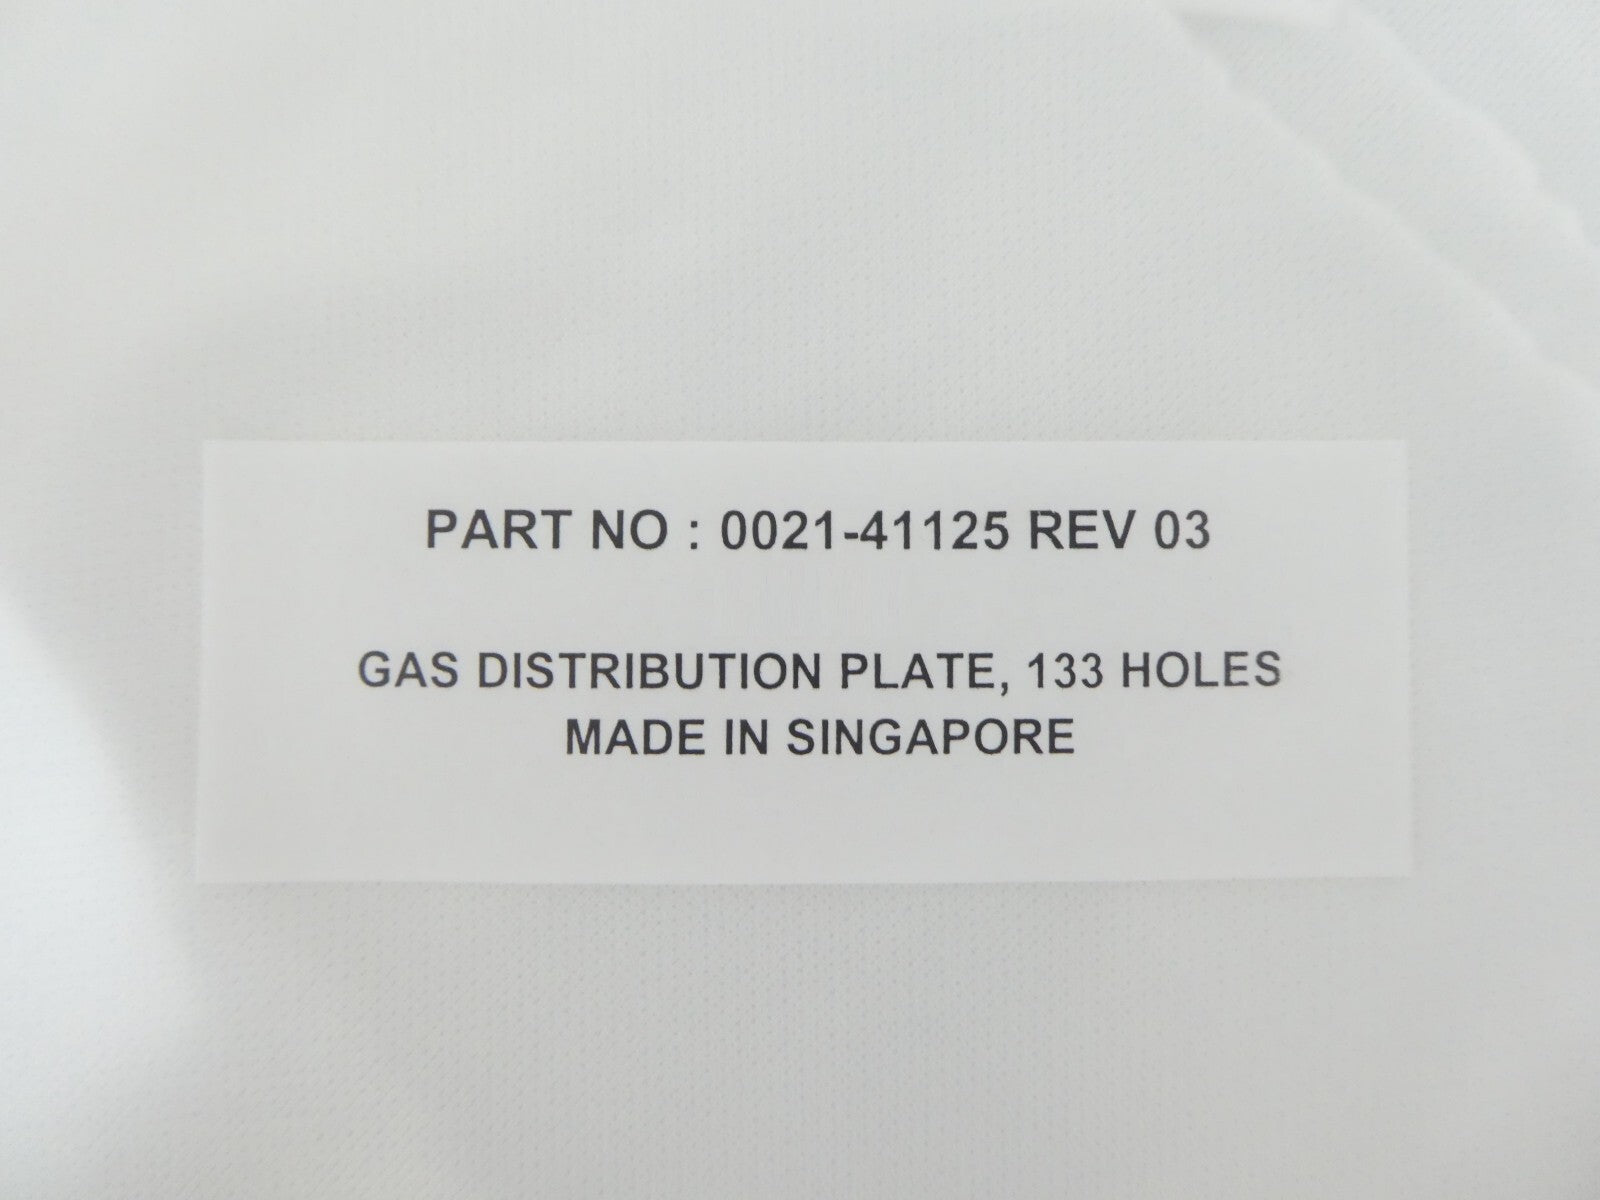 PART NO : 0021-41125 REV 03
GAS DISTRIBUTION PLATE, 133 HOLES
MADE IN SINGAPORE